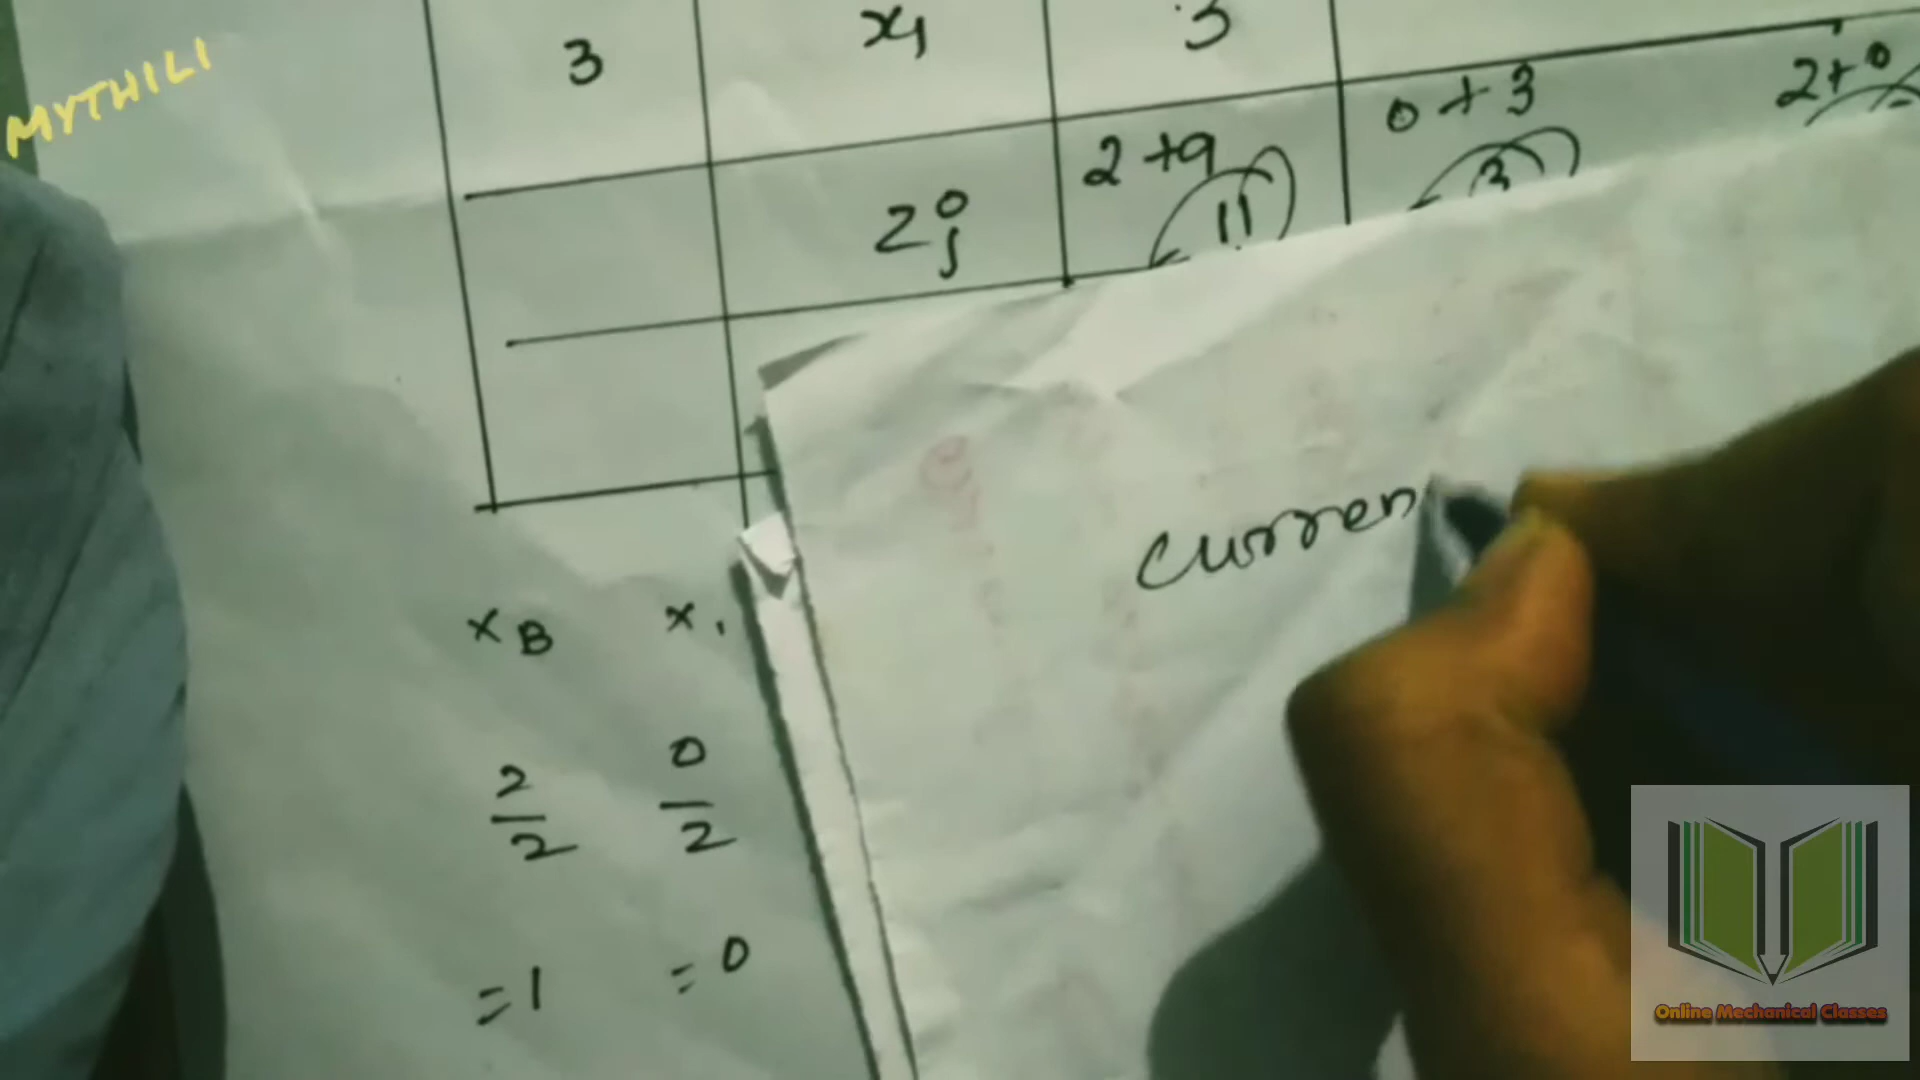 MYTHILI
3 x1 3
2+9 0+3 2+0
Zj 11 3
curren
xB x1
2/2 0/2
=1 =0
Online Mechanical Classes